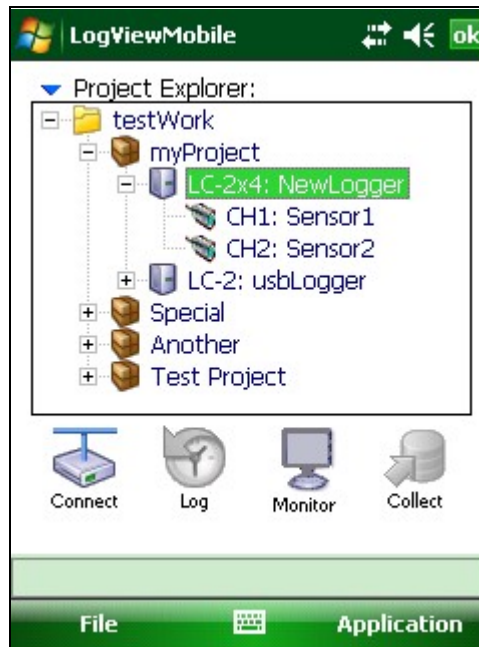 LogViewMobile ok
Project Explorer:
testWork
myProject
LC-2x4: NewLogger
CH1: Sensor1
CH2: Sensor2
LC-2: usbLogger
Special
Another
Test Project
Connect Log Monitor Collect
File Application